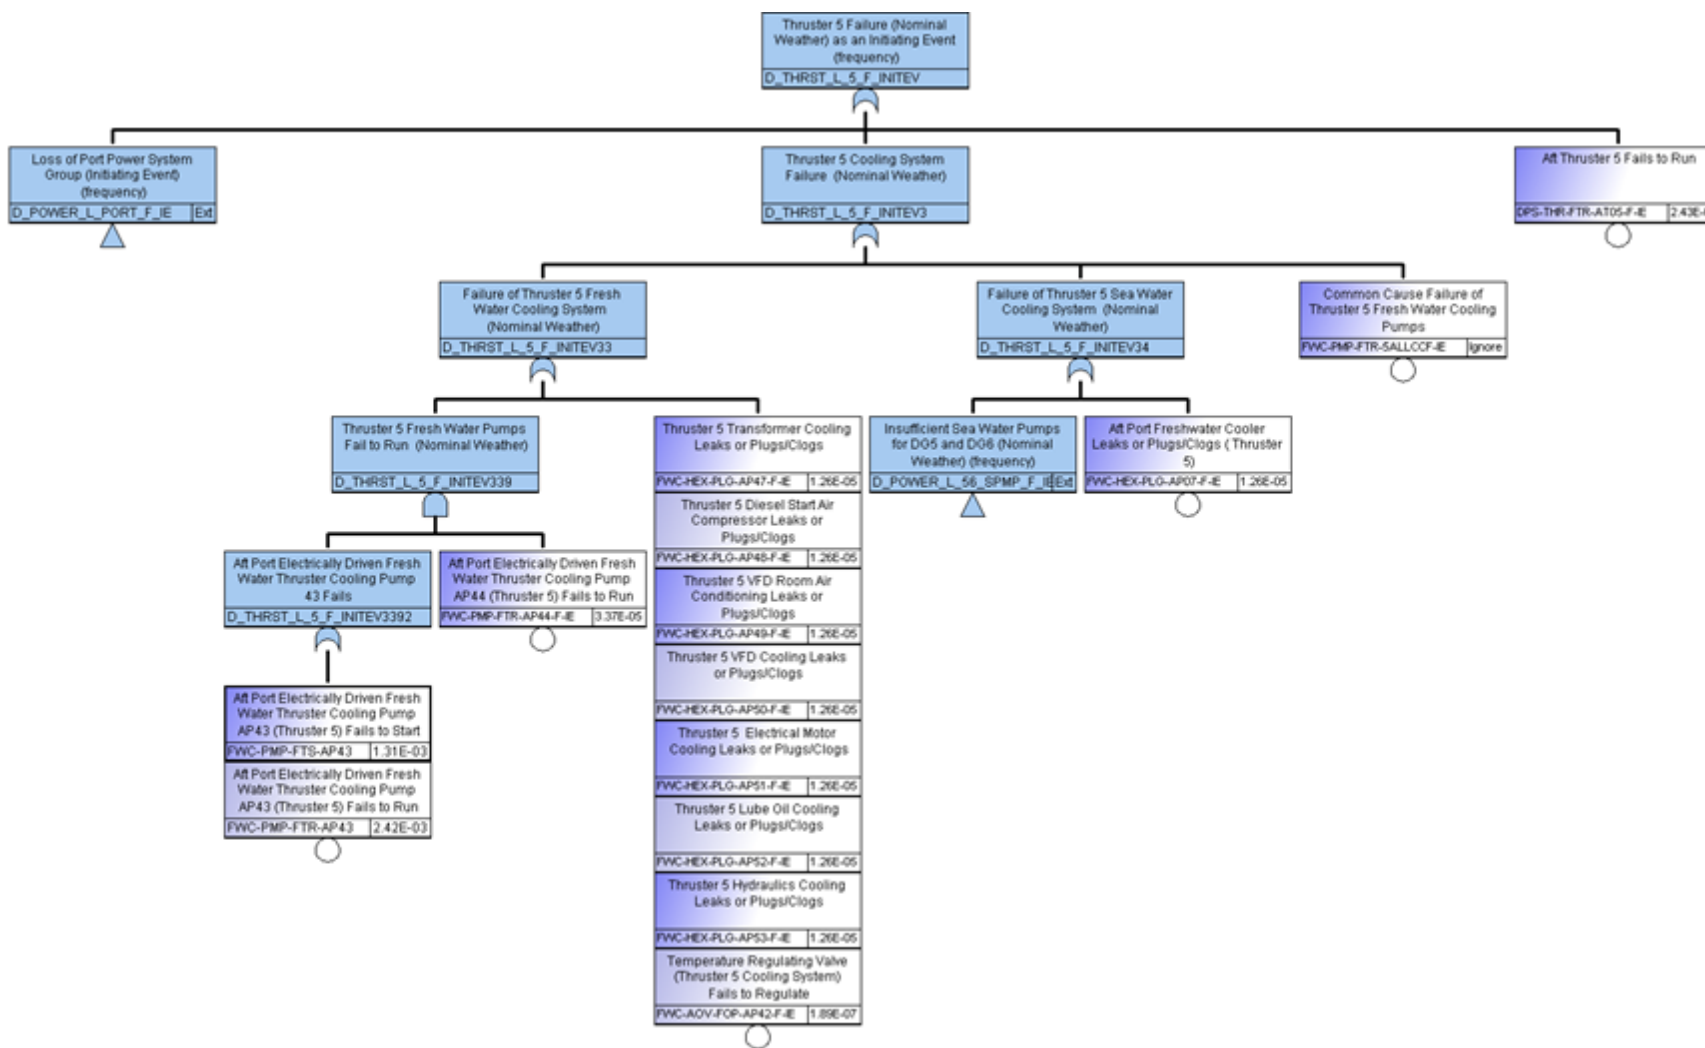 Thruster 5 Failure (Nominal
Weather) as an Initiating Event
(frequency)
D_THRST_L_5_F_INITEV
Loss of Port Power System
Group (Initiating Event)
(frequency)
D_POWER_L_PORT_F_IE Ext
Thruster 5 Cooling System
Failure (Nominal Weather)
D_THRST_L_5_F_INITEV3
Aft Thruster 5 Fails to Run
DPS-THR-FTR-AT05-F-IE
Failure of Thruster 5 Fresh
Water Cooling System
(Nominal Weather)
D_THRST_L_5_F_INITEV33
Failure of Thruster 5 Sea Water
Cooling System (Nominal
Weather)
D_THRST_L_5_F_INITEV34
Common Cause Failure of
Thruster 5 Fresh Water Cooling
Pumps
FWC-PMP-FTR-5ALLCCF-IE Ignore
Thruster 5 Fresh Water Pumps
Fail to Run (Nominal Weather)
D_THRST_L_5_F_INITEV339
Thruster 5 Transformer Cooling
Leaks or Plugs/Clogs
FWC-HEX-PLG-AP47-F-IE 1.26E-05
Insufficient Sea Water Pumps
for DG5 and DG6 (Nominal
Weather) (frequency)
D_POWER_L_56_SPMP_F_IE Ext
Aft Port Freshwater Cooler
Leaks or Plugs/Clogs ( Thruster
5)
FWC-HEX-PLG-AP07-F-IE 1.26E-05
Thruster 5 Diesel Start Air
Compressor Leaks or
Plugs/Clogs
FWC-HEX-PLG-AP48-F-IE 1.26E-05
Aft Port Electrically Driven Fresh
Water Thruster Cooling Pump
43 Fails
D_THRST_L_5_F_INITEV3392
Aft Port Electrically Driven Fresh
Water Thruster Cooling Pump
AP44 (Thruster 5) Fails to Run
FWC-PMP-FTR-AP44-F-IE 3.37E-05
Thruster 5 VFD Room Air
Conditioning Leaks or
Plugs/Clogs
FWC-HEX-PLG-AP49-F-IE 1.26E-05
Thruster 5 VFD Cooling Leaks
or Plugs/Clogs
FWC-HEX-PLG-AP50-F-IE 1.26E-05
Aft Port Electrically Driven Fresh
Water Thruster Cooling Pump
AP43 (Thruster 5) Fails to Start
FWC-PMP-FTS-AP43 1.31E-03
Thruster 5 Electrical Motor
Cooling Leaks or Plugs/Clogs
FWC-HEX-PLG-AP51-F-IE 1.26E-05
Aft Port Electrically Driven Fresh
Water Thruster Cooling Pump
AP43 (Thruster 5) Fails to Run
FWC-PMP-FTR-AP43 2.42E-03
Thruster 5 Lube Oil Cooling
Leaks or Plugs/Clogs
FWC-HEX-PLG-AP52-F-IE 1.26E-05
Thruster 5 Hydraulics Cooling
Leaks or Plugs/Clogs
FWC-HEX-PLG-AP53-F-IE 1.26E-05
Temperature Regulating Valve
(Thruster 5 Cooling System)
Fails to Regulate
FWC-AOV-FOP-AP42-F-IE 1.89E-07